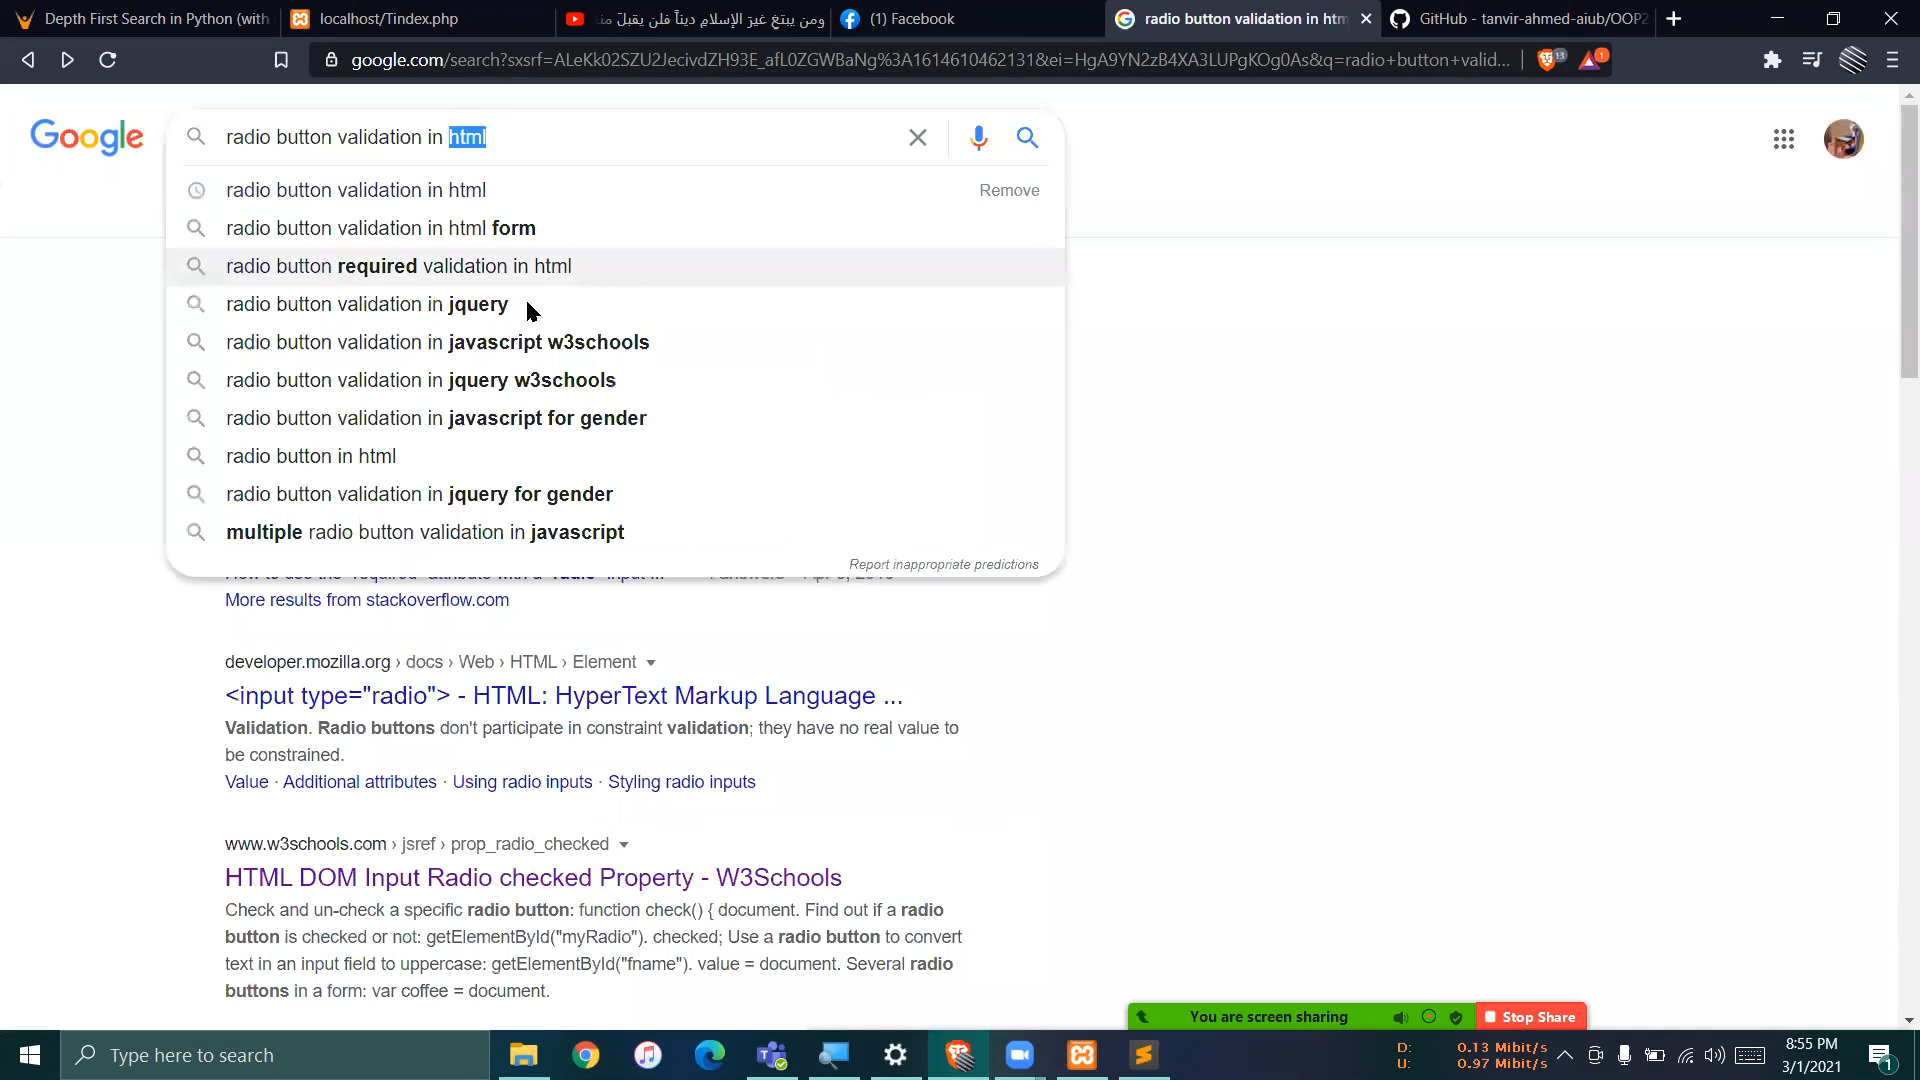 Depth First Search in Python (with
localhost/Tindex.php
ومن يبتغ غيرَ الإسلامِ ديناً فلن يقبلَ من
(1) Facebook
radio button validation in htm
GitHub - tanvir-ahmed-aiub/OOP2
google.com/search?sxsrf=ALeKk02SZU2JecivdZH93E_afL0ZGWBaNg%3A1614610462131&ei=HgA9YN2zB4XA3LUPgKOg0As&q=radio+button+valid...
13
1
Google
radio button validation in html
radio button validation in html
Remove
radio button validation in html form
radio button required validation in html
radio button validation in jquery
radio button validation in javascript w3schools
radio button validation in jquery w3schools
radio button validation in javascript for gender
radio button in html
radio button validation in jquery for gender
multiple radio button validation in javascript
Report inappropriate predictions
More results from stackoverflow.com
developer.mozilla.org › docs › Web › HTML › Element
<input type="radio"> - HTML: HyperText Markup Language ...
Validation. Radio buttons don't participate in constraint validation; they have no real value to
be constrained.
Value · Additional attributes · Using radio inputs · Styling radio inputs
www.w3schools.com › jsref › prop_radio_checked
HTML DOM Input Radio checked Property - W3Schools
Check and un-check a specific radio button: function check() { document. Find out if a radio
button is checked or not: getElementById("myRadio"). checked; Use a radio button to convert
text in an input field to uppercase: getElementById("fname"). value = document. Several radio
buttons in a form: var coffee = document.
You are screen sharing
Stop Share
Type here to search
D: 0.13 Mibit/s
U: 0.97 Mibit/s
8:55 PM
3/1/2021
1